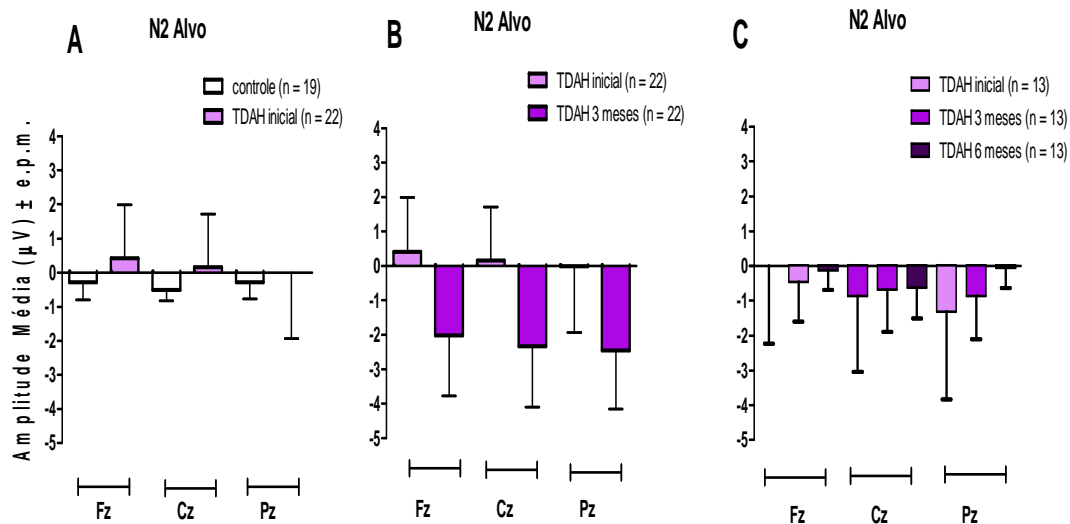 A
N2 Alvo
controle (n = 19)
TDAH inicial (n = 22)
Amplitude Média (µV) ± e.p.m.
4
3
2
1
0
-1
-2
-3
-4
-5
Fz Cz Pz
B
N2 Alvo
TDAH inicial (n = 22)
TDAH 3 meses (n = 22)
4
3
2
1
0
-1
-2
-3
-4
-5
Fz Cz Pz
C
N2 Alvo
TDAH inicial (n = 13)
TDAH 3 meses (n = 13)
TDAH 6 meses (n = 13)
4
3
2
1
0
-1
-2
-3
-4
-5
Fz Cz Pz